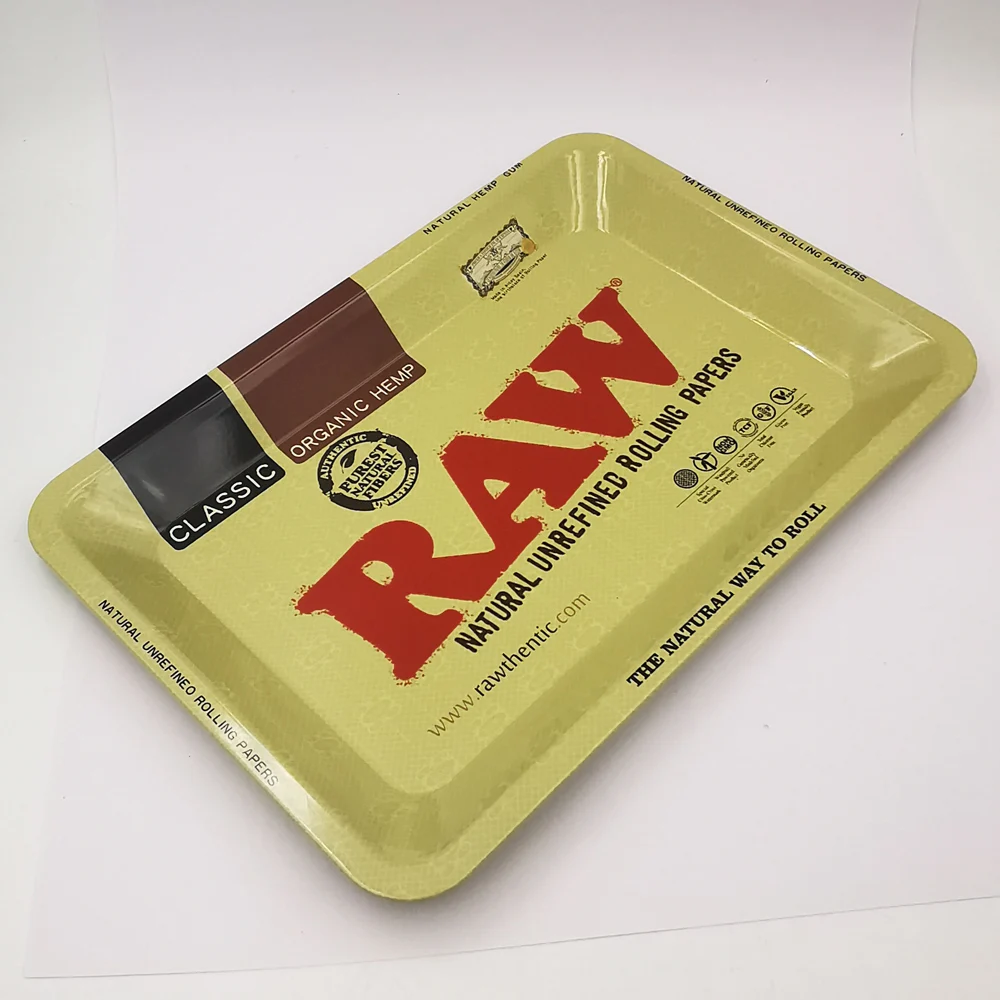 NATURAL HEMP GUM
NATURAL UNREFINED ROLLING PAPERS
CLASSIC
ORGANIC HEMP
AUTHENTIC
PUREST
NATURAL
FIBERS
UNREFINED
RAW®
NATURAL UNREFINED ROLLING PAPERS
www.rawthentic.com
TCF
THE NATURAL WAY TO ROLL
NATURAL UNREFINED ROLLING PAPERS